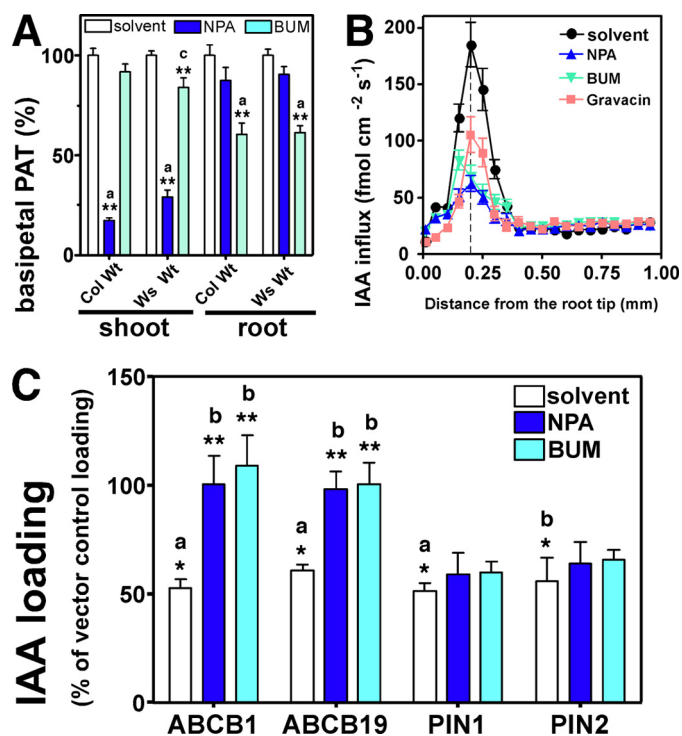 A
solvent NPA BUM
basipetal PAT (%)
100
50
0
a
**
a
**
c
**
a
**
a
**
Col Wt
Ws Wt
Col Wt
Ws Wt
shoot
root
B
solvent
NPA
BUM
Gravacin
IAA influx (fmol cm -2 s-1)
200
150
100
50
0
0.00
0.25
0.50
0.75
1.00
Distance from the root tip (mm)
C
solvent
NPA
BUM
IAA loading
(% of vector control loading)
150
100
50
0
a
*
b
**
b
**
a
*
b
**
b
**
a
*
b
*
ABCB1
ABCB19
PIN1
PIN2